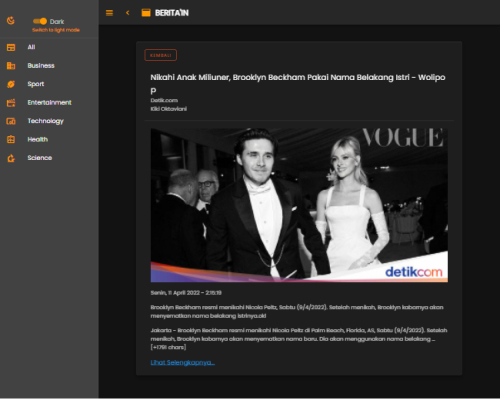 Dark
Switch to light mode
All
Business
Sport
Entertainment
Technology
Health
Science
BERITA'IN
KEMBALI
Nikahi Anak Miliuner, Brooklyn Beckham Pakai Nama Belakang Istri - Wolipo
p
Detik.com
Kiki Oktaviani
VOGUE
detikcom
Senin, 11 April 2022 - 2:15:19
Brooklyn Beckham resmi menikahi Nicola Peltz, Sabtu (9/4/2022). Setelah menikah, Brooklyn kabarnya akan
menyematkan nama belakang istrinya.ol
Jakarta - Brooklyn Beckham resmi menikahi Nicola Peltz di Palm Beach, Florida, AS, Sabtu (9/4/2022). Setelah
menikah, Brooklyn kabarnya akan menyematkan nama baru. Dia akan menggunakan nama belakang ...
[+1791 chars]
Lihat Selengkapnya...